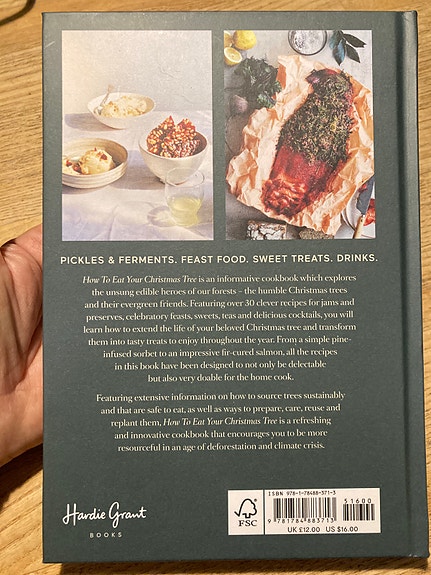 PICKLES & FERMENTS. FEAST FOOD. SWEET TREATS. DRINKS.
How To Eat Your Christmas Tree is an informative cookbook which explores
the unsung edible heroes of our forests – the humble Christmas trees
and their evergreen friends. Featuring over 30 clever recipes for jams and
preserves, celebratory feasts, sweets, teas and delicious cocktails, you will
learn how to extend the life of your beloved Christmas tree and transform
them into tasty treats to enjoy throughout the year. From a simple pine-
infused sorbet to an impressive fir-cured salmon, all the recipes
in this book have been designed to not only be delectable
but also very doable for the home cook.
Featuring extensive information on how to source trees sustainably
and that are safe to eat, as well as ways to prepare, care, reuse and
replant them, How To Eat Your Christmas Tree is a refreshing
and innovative cookbook that encourages you to be more
resourceful in an age of deforestation and climate crisis.
Hardie Grant
BOOKS
FSC
ISBN 978-1-78488-371-3
51600
9 781784 883713
UK £12.00 US $16.00